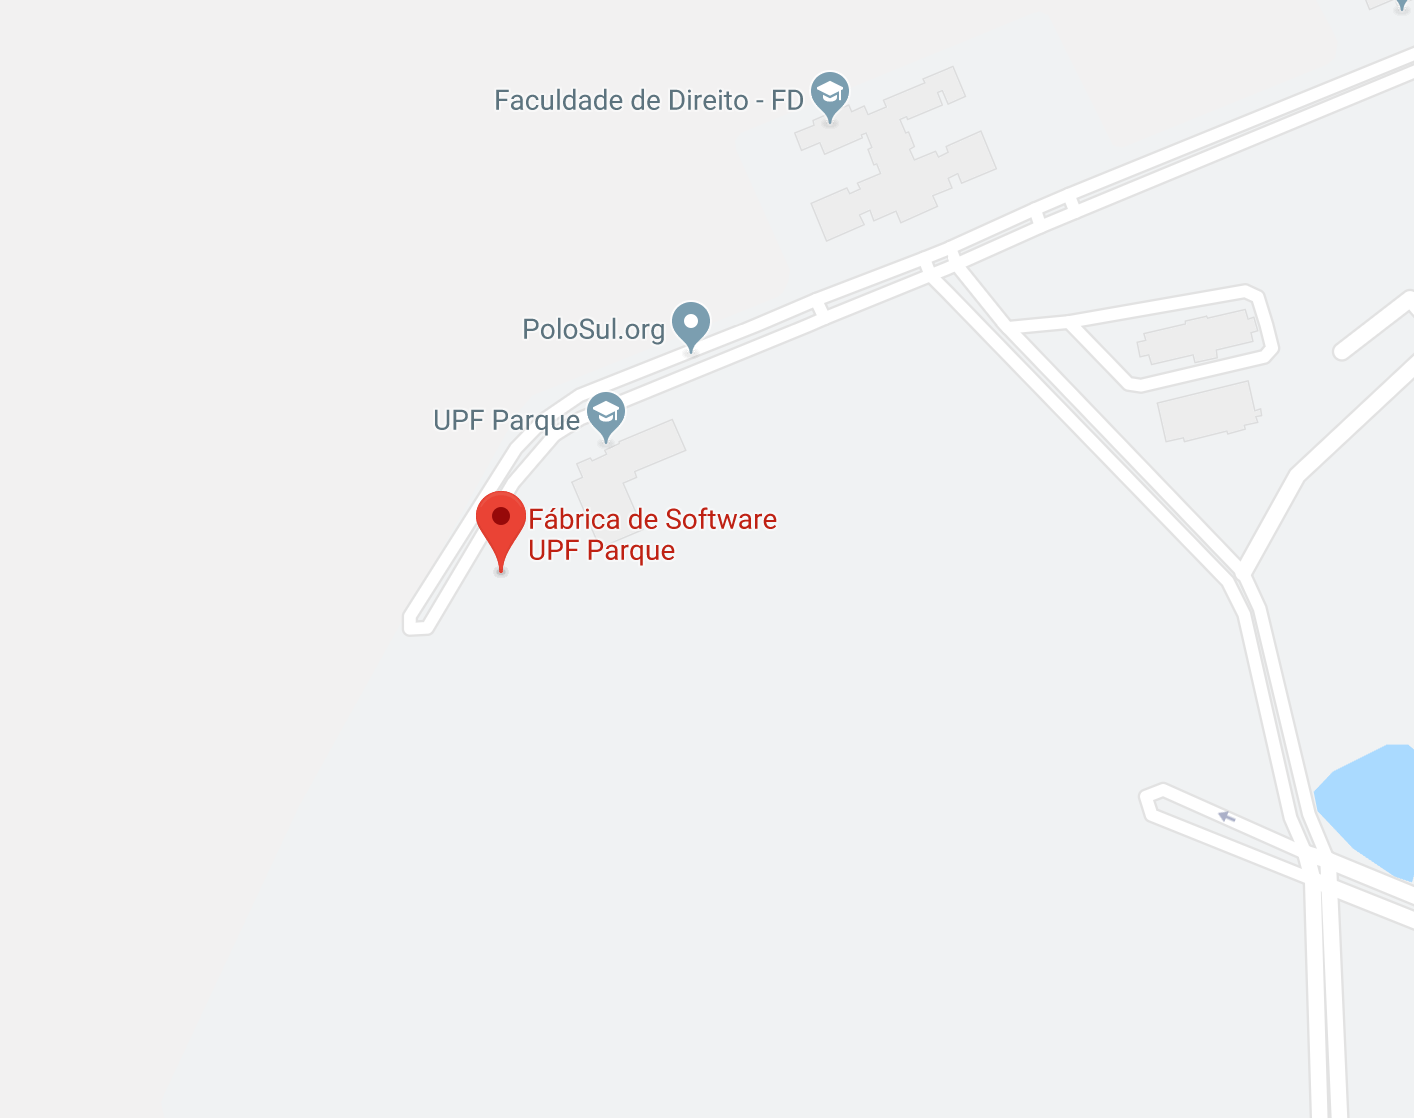 Faculdade de Direito - FD
PoloSul.org
UPF Parque
Fábrica de Software
UPF Parque